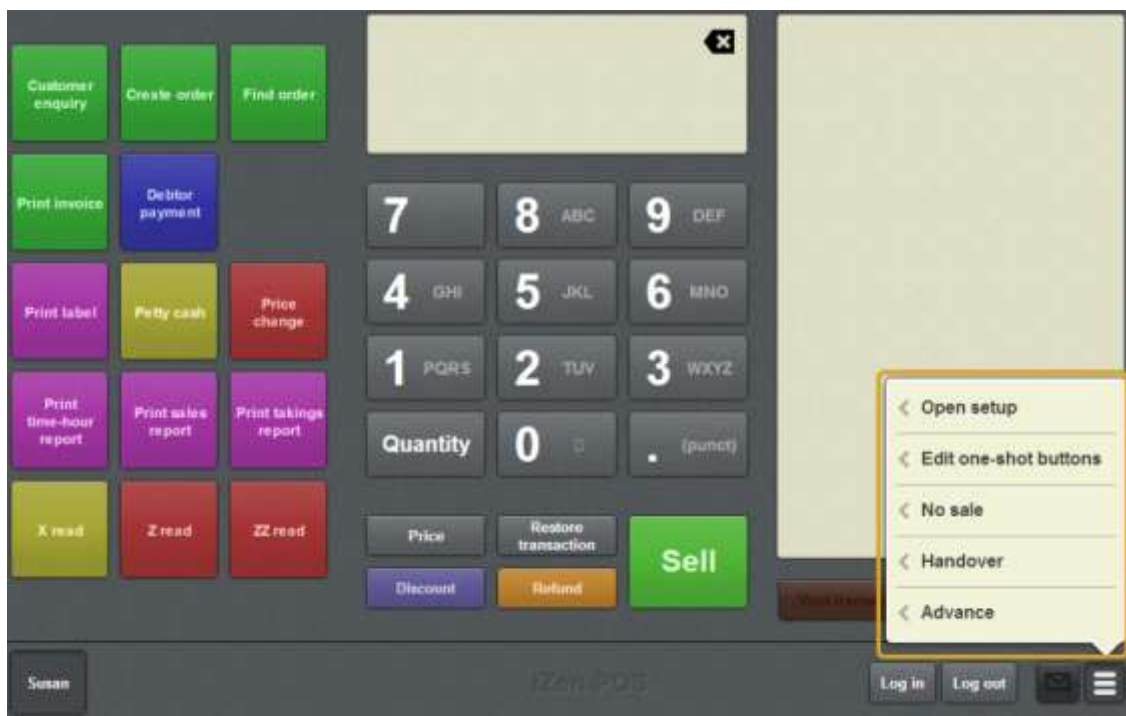 Customer
enquiry
Create order
Find order
Print invoice
Debtor
payment
Print label
Petty cash
Price
change
Print
time-hour
report
Print sales
report
Print takings
report
X read
Z read
ZZ read
7
8 ABC
9 DEF
4 GHI
5 JKL
6 MNO
1 PQRS
2 TUV
3 WXYZ
Quantity
0
. (punct)
Price
Restore
transaction
Discount
Refund
Sell
Open setup
Edit one-shot buttons
No sale
Handover
Advance
Susan
Log in
Log out